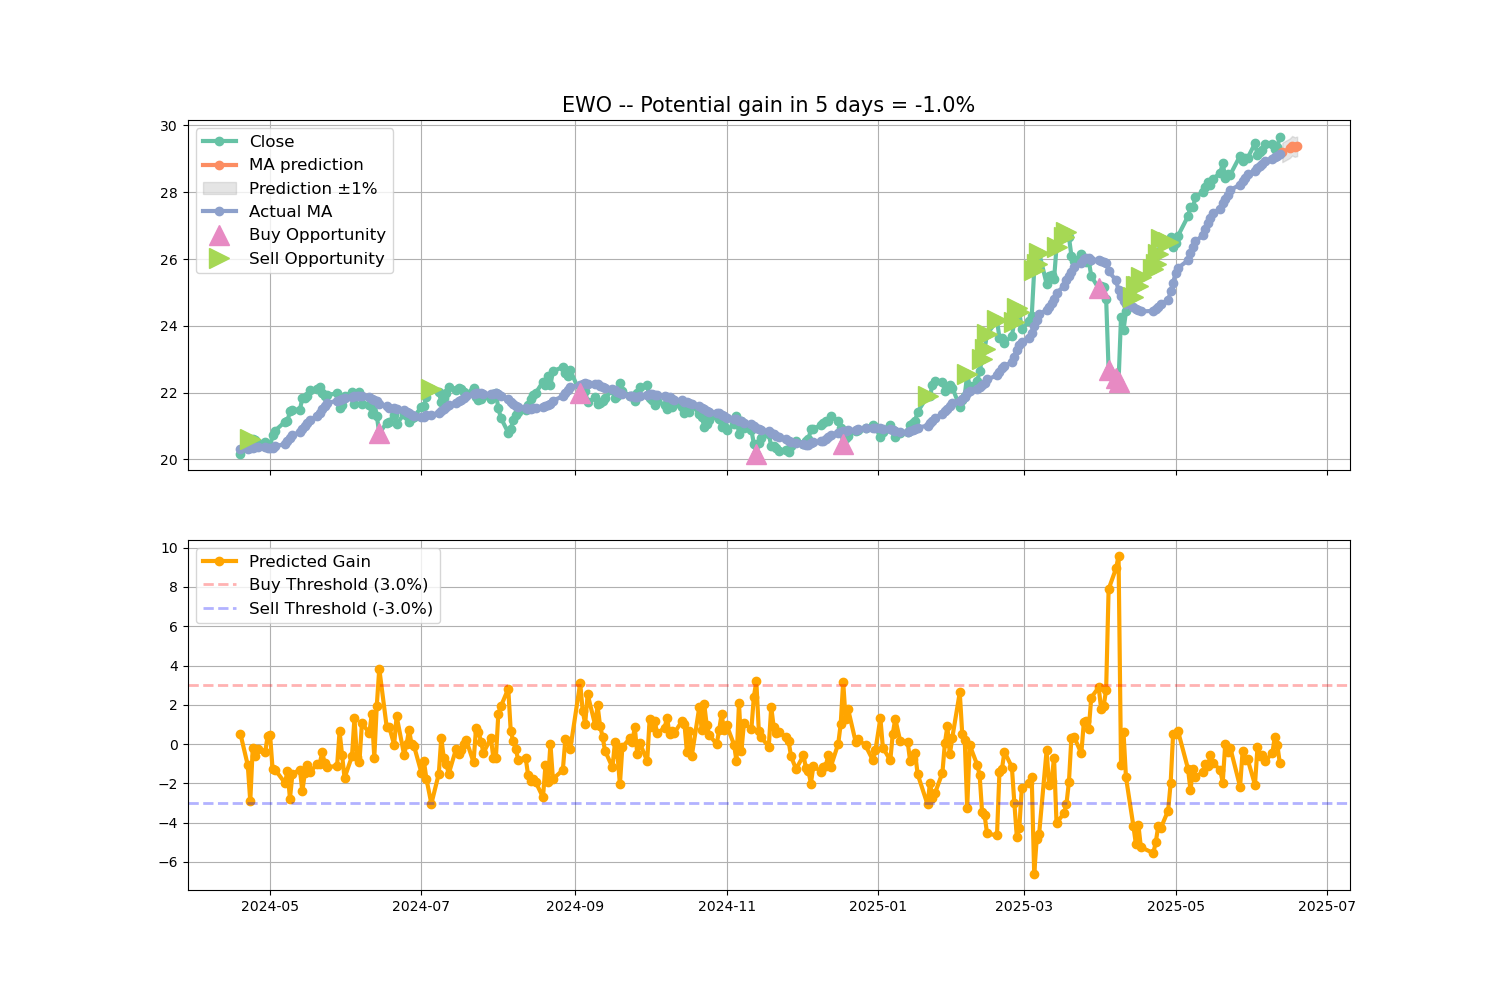 EWO -- Potential gain in 5 days = -1.0%
30
28
26
24
22
20
Close
MA prediction
Prediction ±1%
Actual MA
Buy Opportunity
Sell Opportunity
10
8
6
4
2
0
−2
−4
−6
Predicted Gain
Buy Threshold (3.0%)
Sell Threshold (-3.0%)
2024-05
2024-07
2024-09
2024-11
2025-01
2025-03
2025-05
2025-07